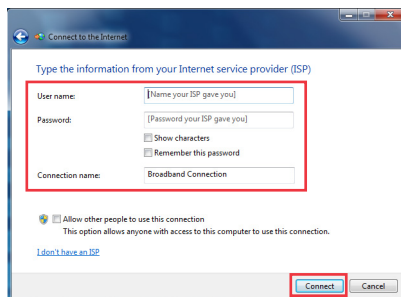 Connect to the Internet
Type the information from your Internet service provider (ISP)
User name: [Name your ISP gave you]
Password: [Password your ISP gave you]
Show characters
Remember this password
Connection name: Broadband Connection
Allow other people to use this connection
This option allows anyone with access to this computer to use this connection.
I don't have an ISP
Connect Cancel